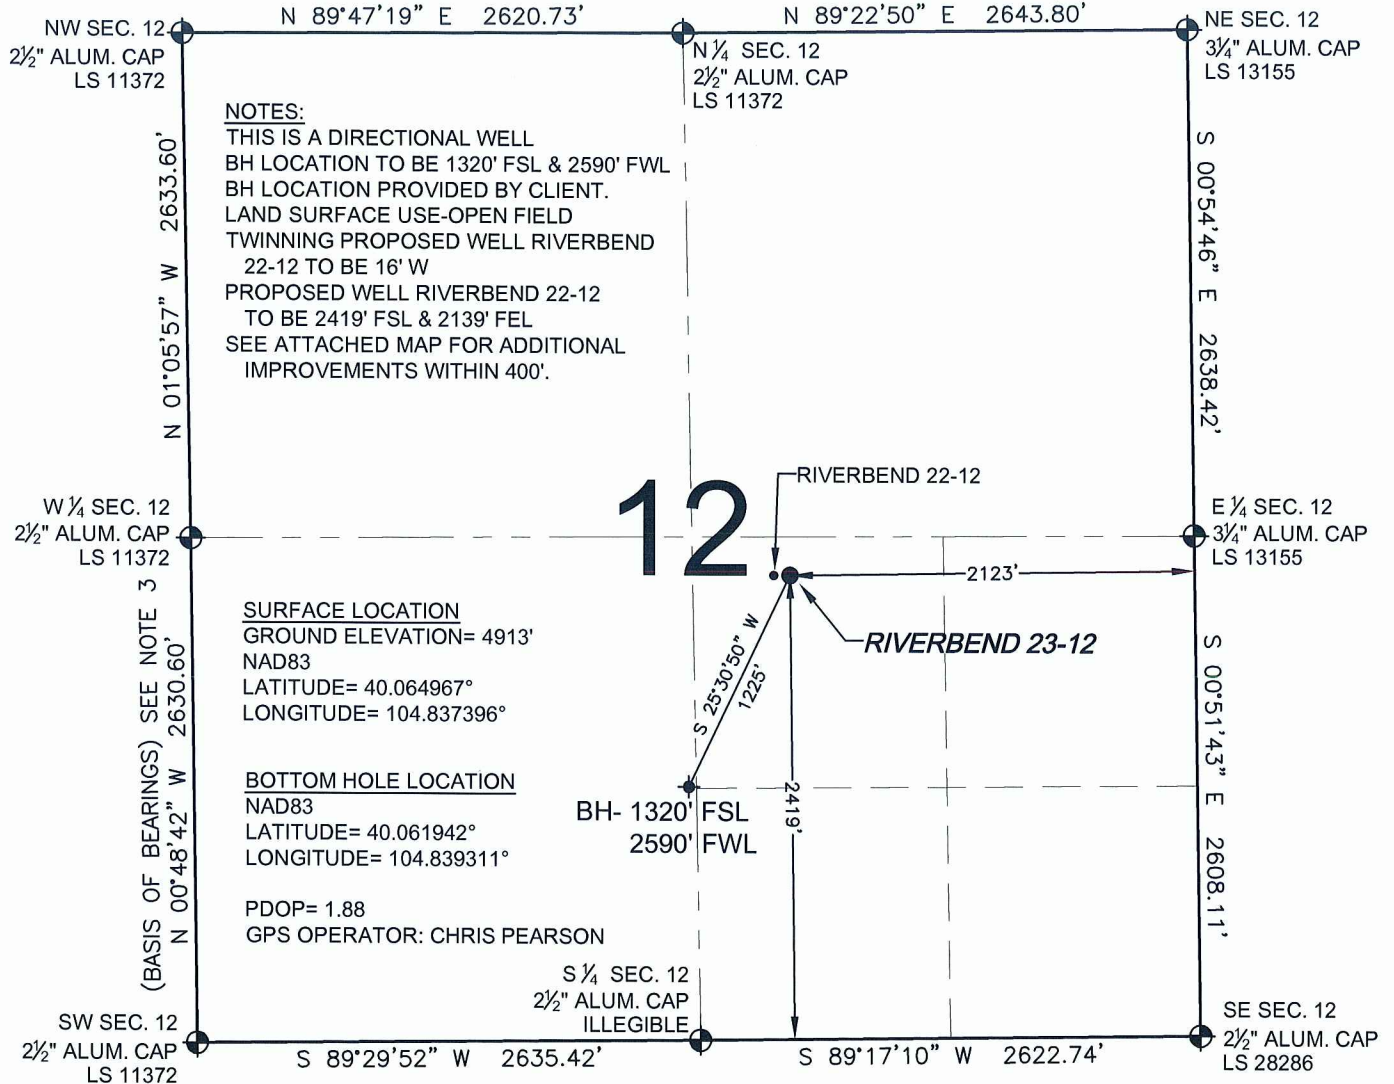 N 89°47'19" E 2620.73'
N 89°22'50" E 2643.80'
NW SEC. 12
2½" ALUM. CAP
LS 11372
N ¼ SEC. 12
2½" ALUM. CAP
LS 11372
NE SEC. 12
3¼" ALUM. CAP
LS 13155
NOTES:
THIS IS A DIRECTIONAL WELL
BH LOCATION TO BE 1320' FSL & 2590' FWL
BH LOCATION PROVIDED BY CLIENT.
LAND SURFACE USE-OPEN FIELD
TWINNING PROPOSED WELL RIVERBEND
22-12 TO BE 16' W
PROPOSED WELL RIVERBEND 22-12
TO BE 2419' FSL & 2139' FEL
SEE ATTACHED MAP FOR ADDITIONAL
IMPROVEMENTS WITHIN 400'.
N 01°05'57" W 2633.60'
S 00°54'46" E 2638.42'
12
RIVERBEND 22-12
W ¼ SEC. 12
2½" ALUM. CAP
LS 11372
E ¼ SEC. 12
3¼" ALUM. CAP
LS 13155
2123'
RIVERBEND 23-12
S 25°30'50" W
1225'
2419'
SURFACE LOCATION
GROUND ELEVATION= 4913'
NAD83
LATITUDE= 40.064967°
LONGITUDE= 104.837396°
BOTTOM HOLE LOCATION
NAD83
LATITUDE= 40.061942°
LONGITUDE= 104.839311°
PDOP= 1.88
GPS OPERATOR: CHRIS PEARSON
BH- 1320' FSL
2590' FWL
(BASIS OF BEARINGS) SEE NOTE 3
N 00°48'42" W 2630.60'
S 00°51'43" E 2608.11'
SW SEC. 12
2½" ALUM. CAP
LS 11372
S ¼ SEC. 12
2½" ALUM. CAP
ILLEGIBLE
SE SEC. 12
2½" ALUM. CAP
LS 28286
S 89°29'52" W 2635.42'
S 89°17'10" W 2622.74'